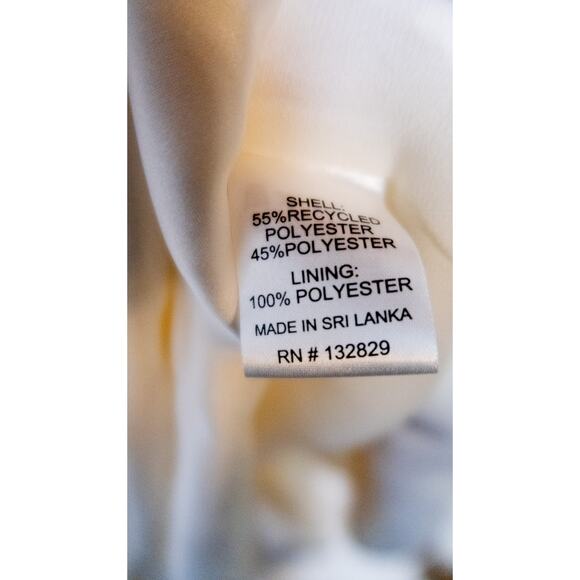 SHELL:
55%RECYCLED
POLYESTER
45%POLYESTER
LINING:
100% POLYESTER
MADE IN SRI LANKA
RN # 132829